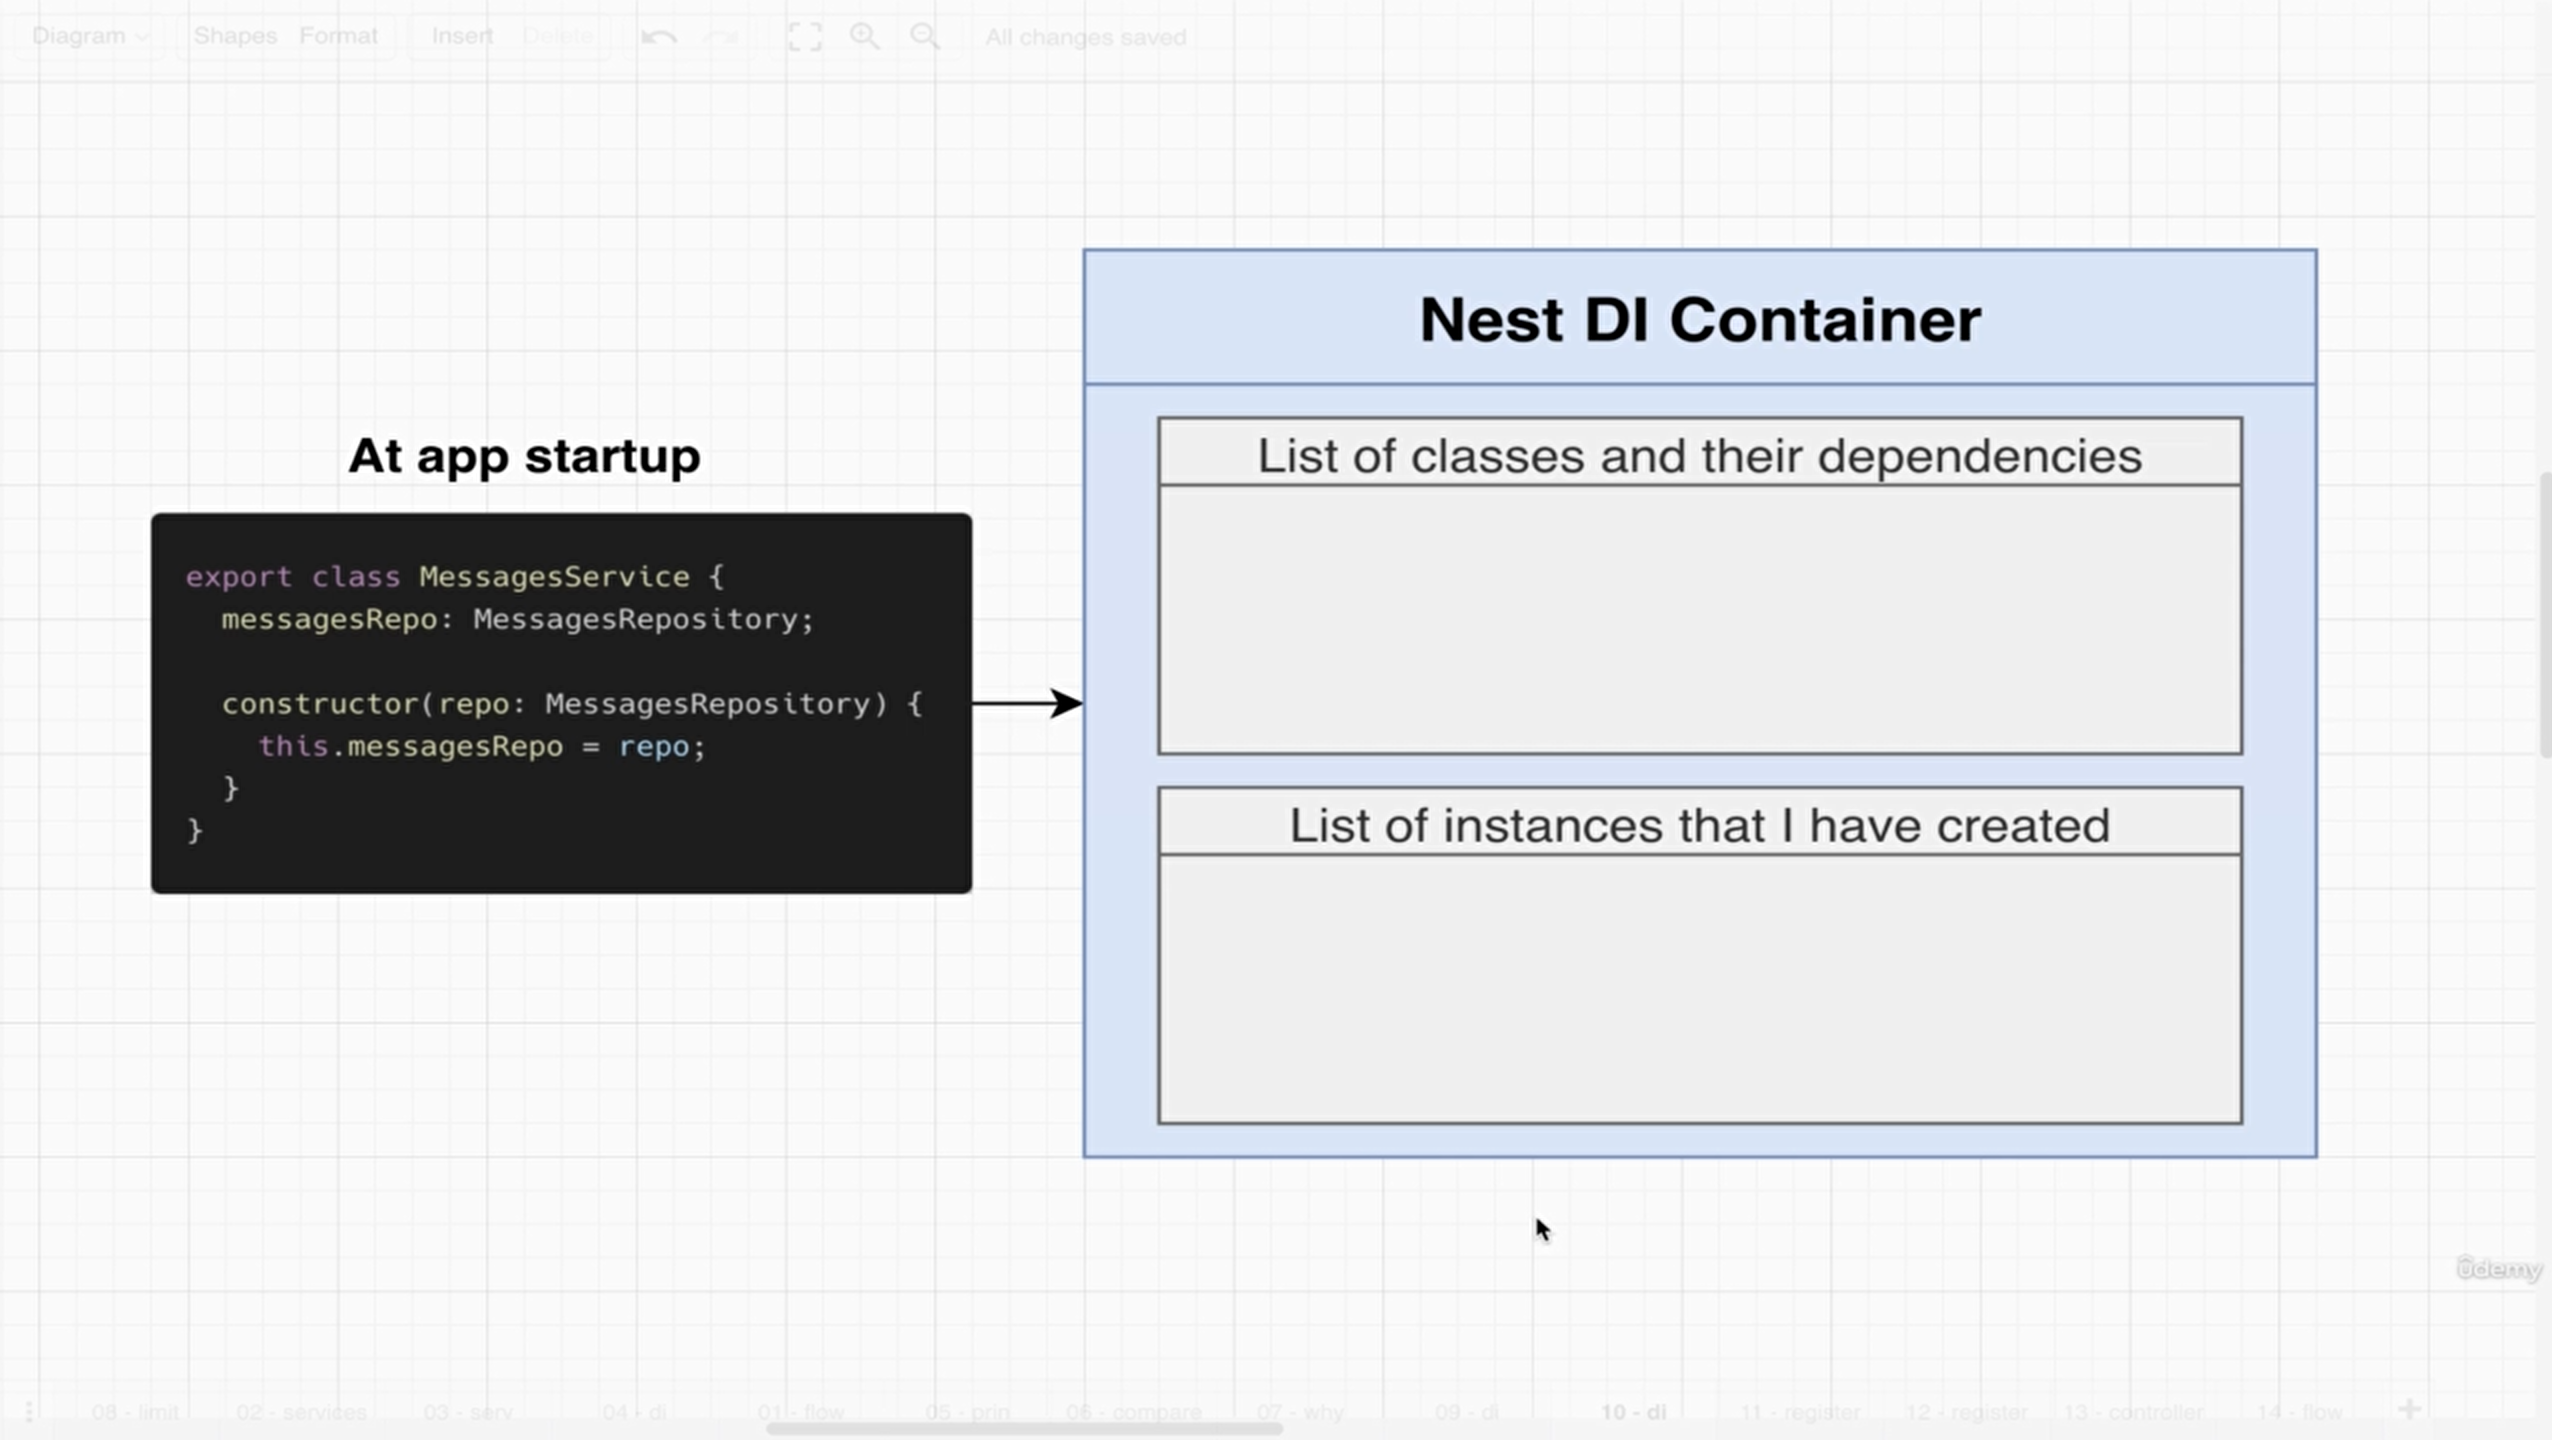 Diagram
Shapes
Format
Insert
Delete
All changes saved
Nest DI Container
At app startup
List of classes and their dependencies
export class MessagesService {
  messagesRepo: MessagesRepository;
  constructor(repo: MessagesRepository) {
    this.messagesRepo = repo;
  }
}
List of instances that I have created
ûdemy
08 - limit
02 - services
03 - serv
04 - di
01 - flow
05 - prin
06 - compare
07 - why
09 - di
10 - di
11 - register
12 - register
13 - controller
14 - flow